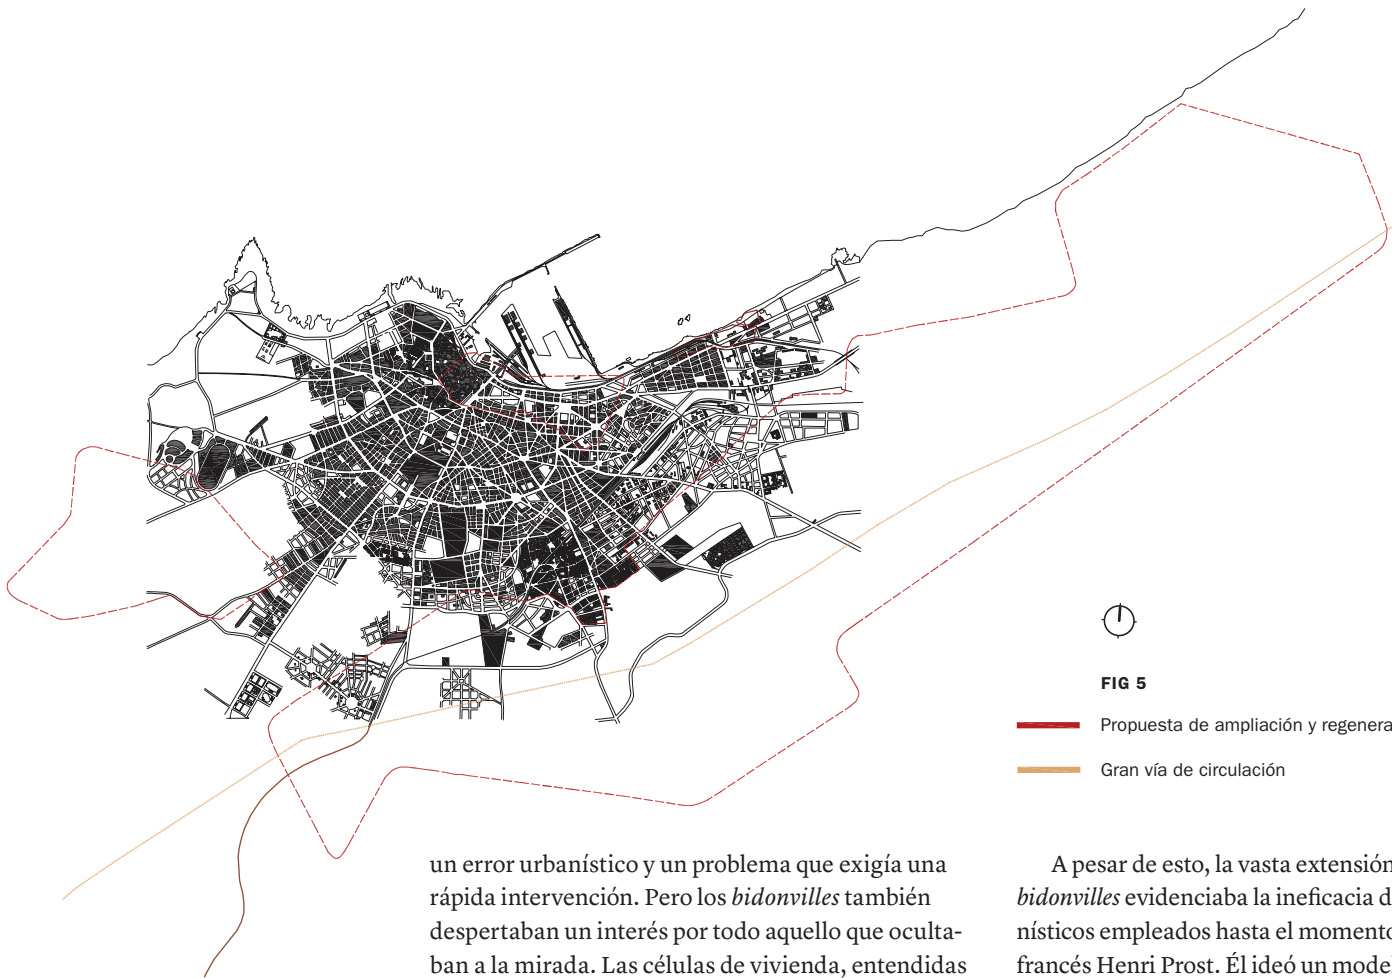 FIG 5
Propuesta de ampliación y regenera
Gran vía de circulación
un error urbanístico y un problema que exigía una
rápida intervención. Pero los bidonvilles también
despertaban un interés por todo aquello que oculta-
ban a la mirada. Las células de vivienda, entendidas
A pesar de esto, la vasta extensión
bidonvilles evidenciaba la ineficacia d
nísticos empleados hasta el momento
francés Henri Prost. Él ideó un mode